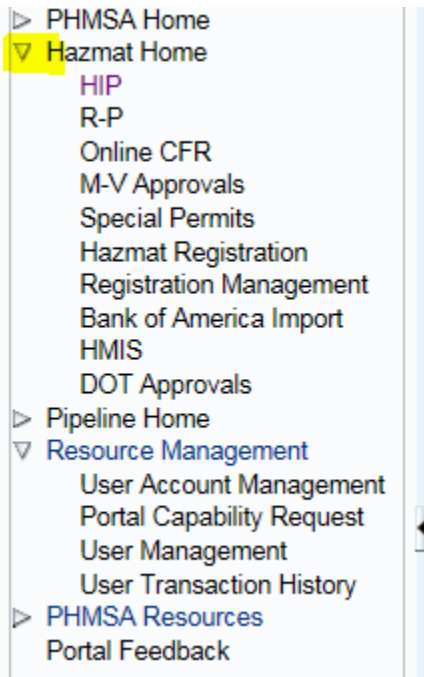 PHMSA Home
Hazmat Home
HIP
R-P
Online CFR
M-V Approvals
Special Permits
Hazmat Registration
Registration Management
Bank of America Import
HMIS
DOT Approvals
Pipeline Home
Resource Management
User Account Management
Portal Capability Request
User Management
User Transaction History
PHMSA Resources
Portal Feedback